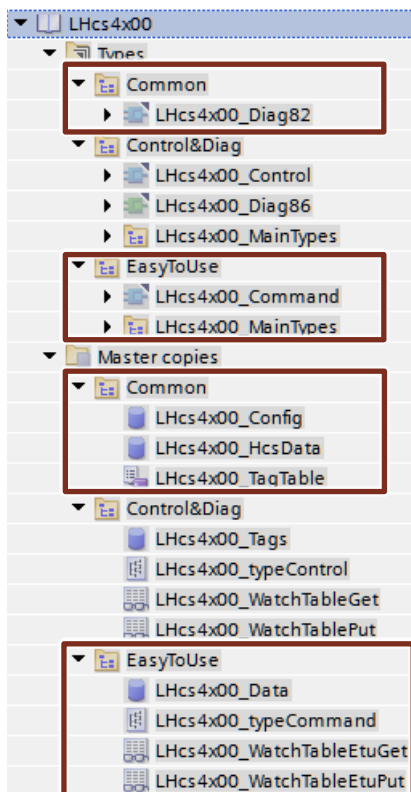 LHcs4x00
Types
Common
LHcs4x00_Diag82
Control&Diag
LHcs4x00_Control
LHcs4x00_Diag86
LHcs4x00_MainTypes
EasyToUse
LHcs4x00_Command
LHcs4x00_MainTypes
Master copies
Common
LHcs4x00_Config
LHcs4x00_HcsData
LHcs4x00_TagTable
Control&Diag
LHcs4x00_Tags
LHcs4x00_typeControl
LHcs4x00_WatchTableGet
LHcs4x00_WatchTablePut
EasyToUse
LHcs4x00_Data
LHcs4x00_typeCommand
LHcs4x00_WatchTableEtuGet
LHcs4x00_WatchTableEtuPut